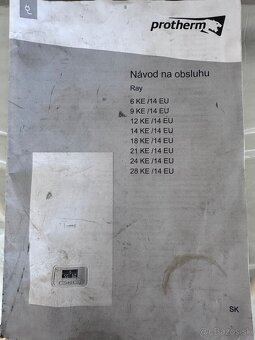 protherm
Návod na obsluhu
Ray
6 KE /14 EU
9 KE /14 EU
12 KE /14 EU
14 KE /14 EU
18 KE /14 EU
21 KE /14 EU
24 KE /14 EU
28 KE /14 EU
SK